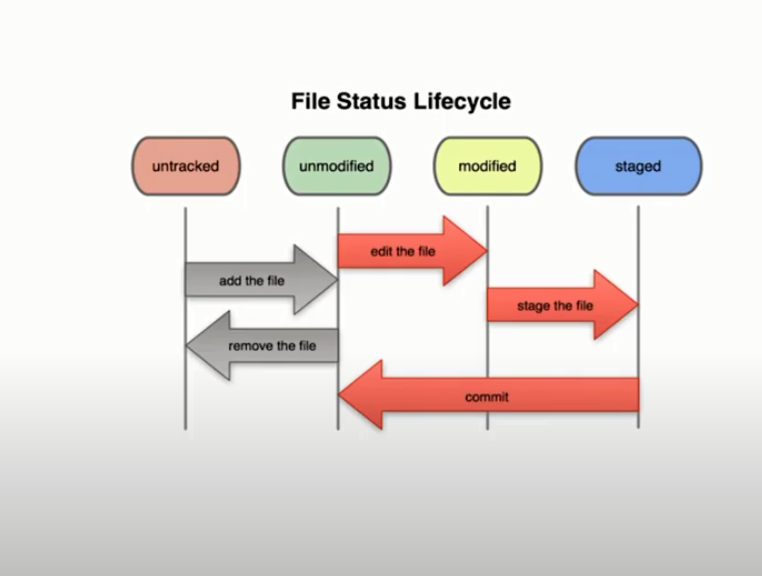 File Status Lifecycle
untracked
unmodified
modified
staged
edit the file
add the file
stage the file
remove the file
commit